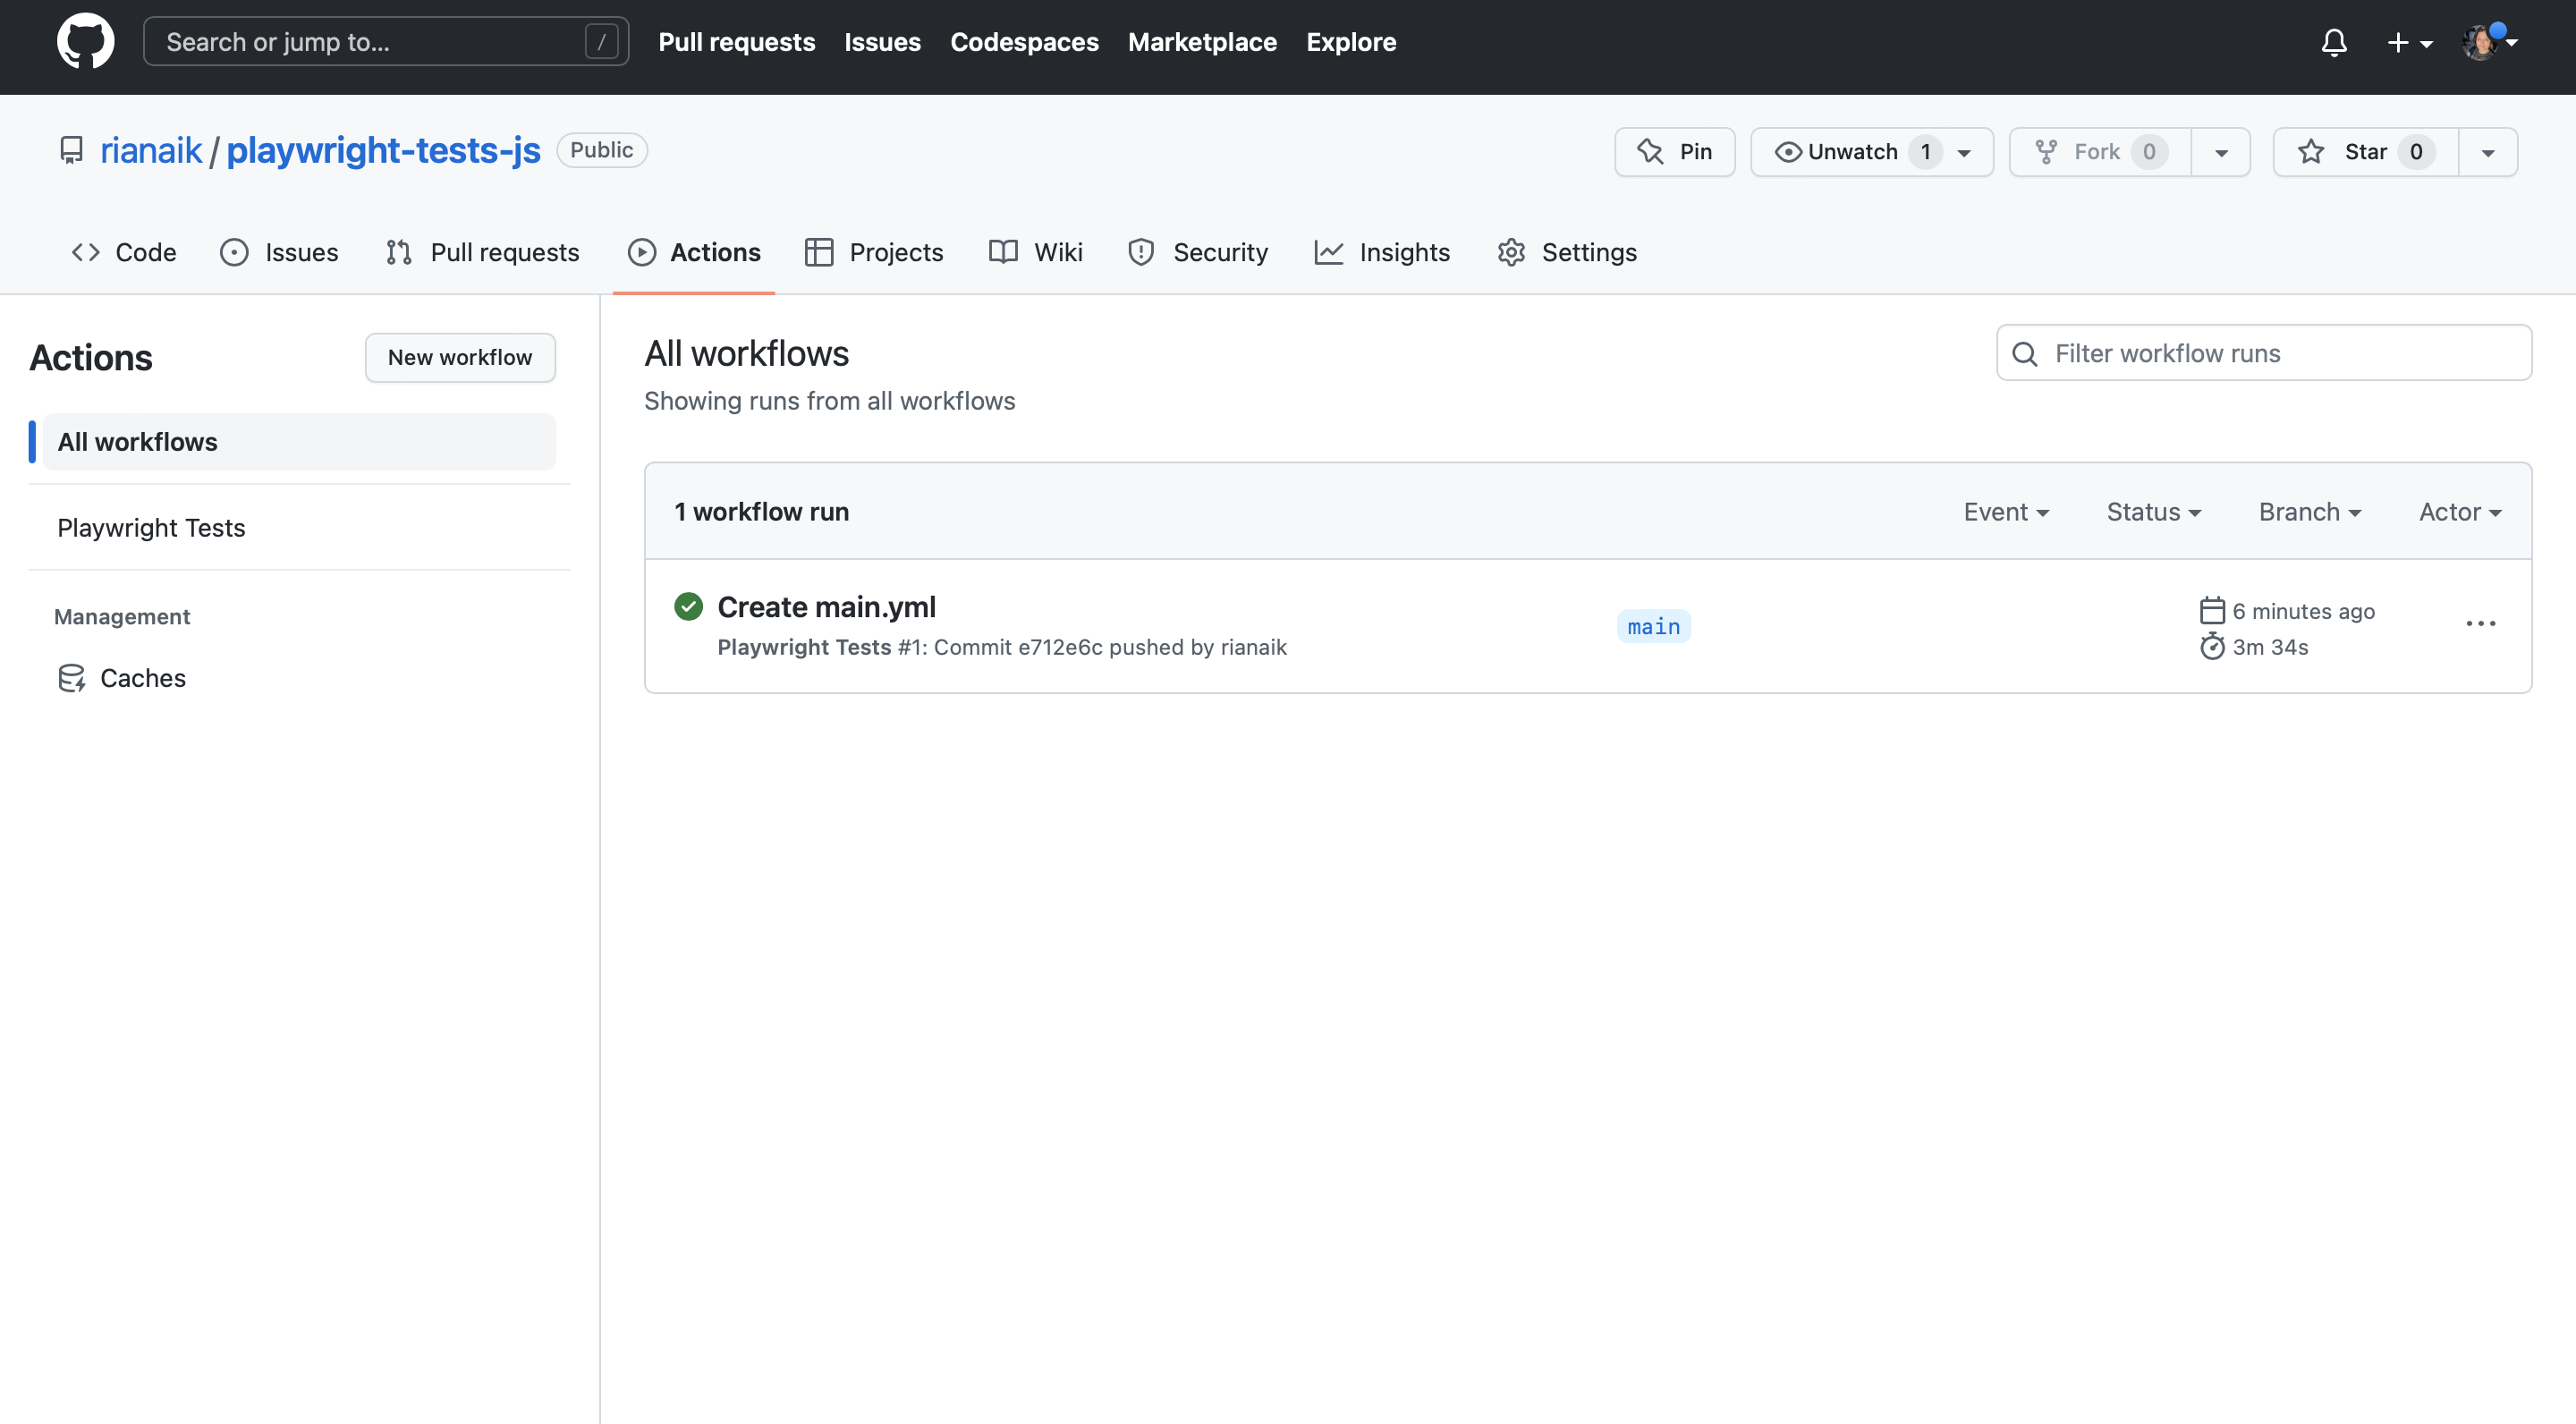 Search or jump to... / Pull requests Issues Codespaces Marketplace Explore
rianaik / playwright-tests-js Public Pin Unwatch 1 Fork 0 Star 0
Code Issues Pull requests Actions Projects Wiki Security Insights Settings
Actions New workflow
All workflows
Playwright Tests
Management
Caches
All workflows
Filter workflow runs
Showing runs from all workflows
1 workflow run Event Status Branch Actor
Create main.yml
Playwright Tests #1: Commit e712e6c pushed by rianaik
main
6 minutes ago
3m 34s